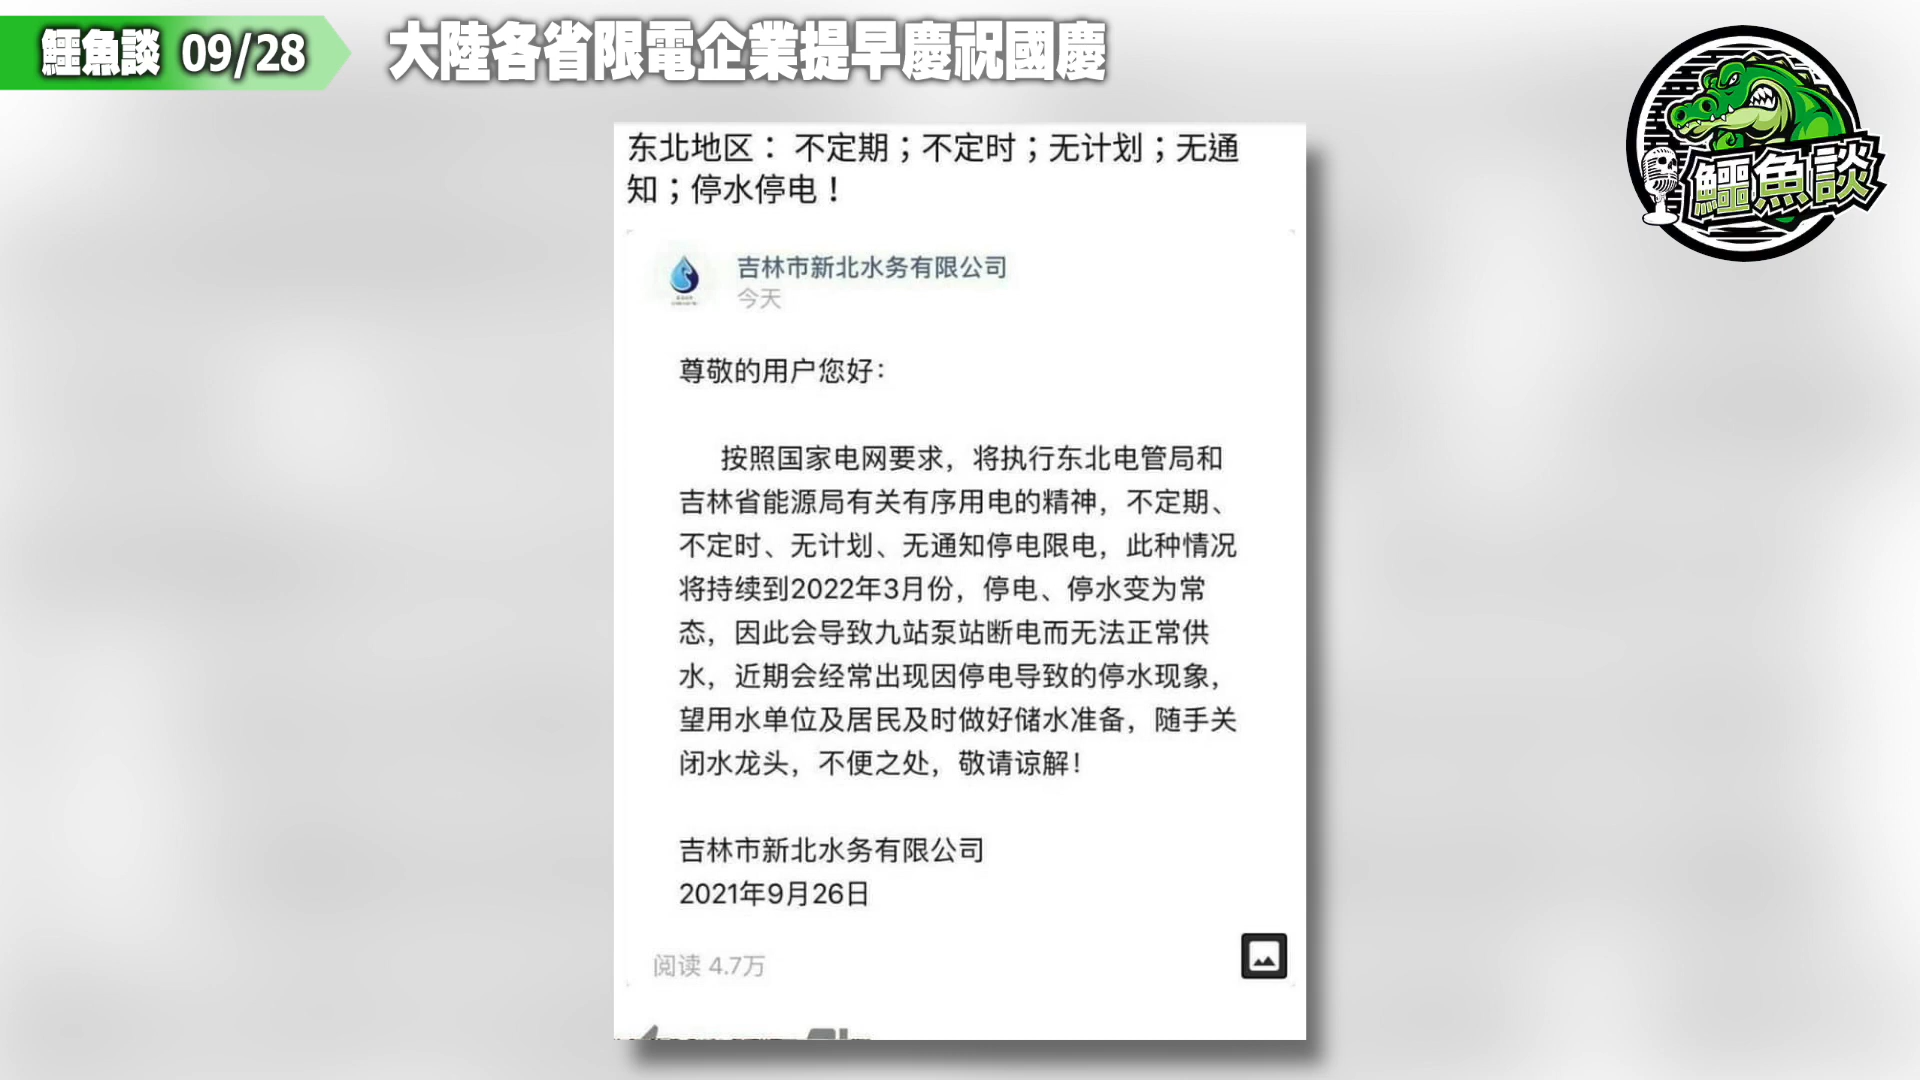 鱷魚談 09/28
大陸各省限電企業提早慶祝國慶
鱷魚談
东北地区：不定期；不定时；无计划；无通
知；停水停电！
吉林市新北水务有限公司
今天
尊敬的用户您好：
按照国家电网要求，将执行东北电管局和
吉林省能源局有关有序用电的精神，不定期、
不定时、无计划、无通知停电限电，此种情况
将持续到2022年3月份，停电、停水变为常
态，因此会导致九站泵站断电而无法正常供
水，近期会经常出现因停电导致的停水现象，
望用水单位及居民及时做好储水准备，随手关
闭水龙头，不便之处，敬请谅解！
吉林市新北水务有限公司
2021年9月26日
阅读 4.7万